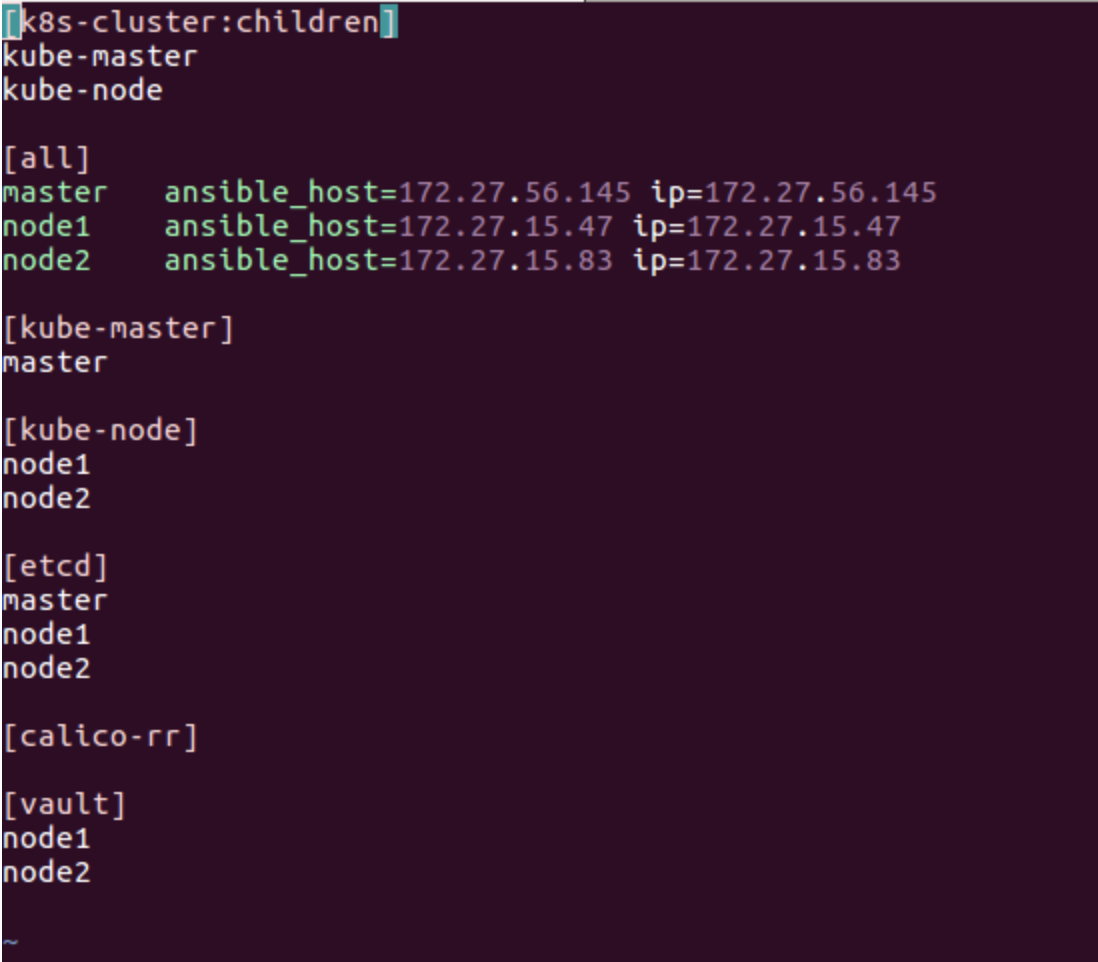 [k8s-cluster:children]
kube-master
kube-node
[all]
master   ansible_host=172.27.56.145 ip=172.27.56.145
node1    ansible_host=172.27.15.47 ip=172.27.15.47
node2    ansible_host=172.27.15.83 ip=172.27.15.83
[kube-master]
master
[kube-node]
node1
node2
[etcd]
master
node1
node2
[calico-rr]
[vault]
node1
node2
~